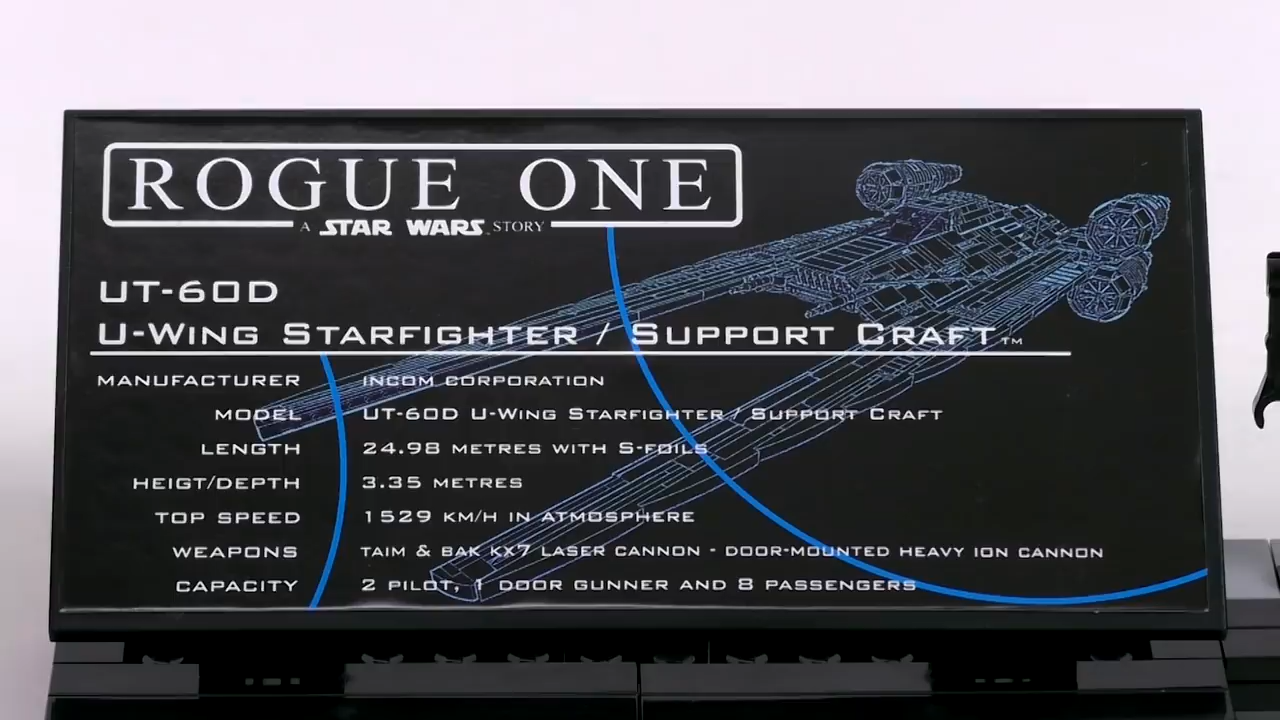 ROGUE ONE
A STAR WARS STORY
UT-60D
U-Wing Starfighter / Support Craft™
MANUFACTURER INCOM CORPORATION
MODEL UT-60D U-Wing Starfighter / Support Craft
LENGTH 24.98 METRES WITH S-FOILS
HEIGT/DEPTH 3.35 METRES
TOP SPEED 1529 KM/H IN ATMOSPHERE
WEAPONS TAIM & BAK KX7 LASER CANNON - DOOR-MOUNTED HEAVY ION CANNON
CAPACITY 2 PILOT, 1 DOOR GUNNER AND 8 PASSENGERS